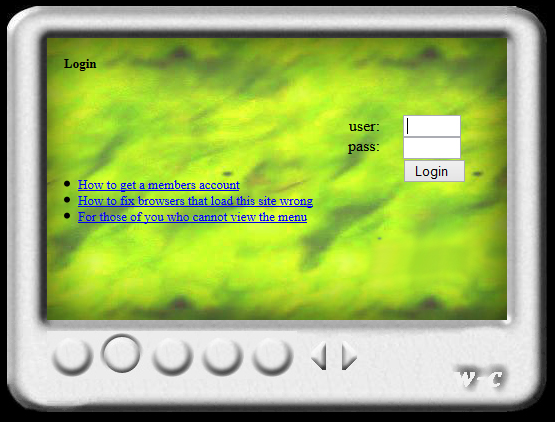 Login
user:
pass:
Login
How to get a members account
How to fix browsers that load this site wrong
For those of you who cannot view the menu
W-C